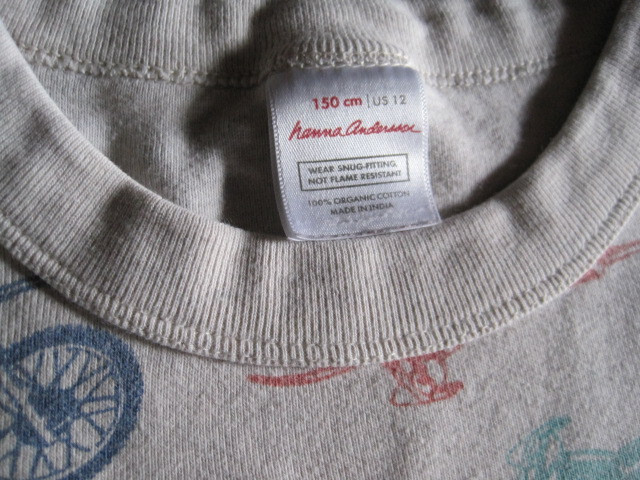 150 cm | US 12
hanna Andersson
WEAR SNUG-FITTING
NOT FLAME RESISTANT
100% ORGANIC COTTON
MADE IN INDIA